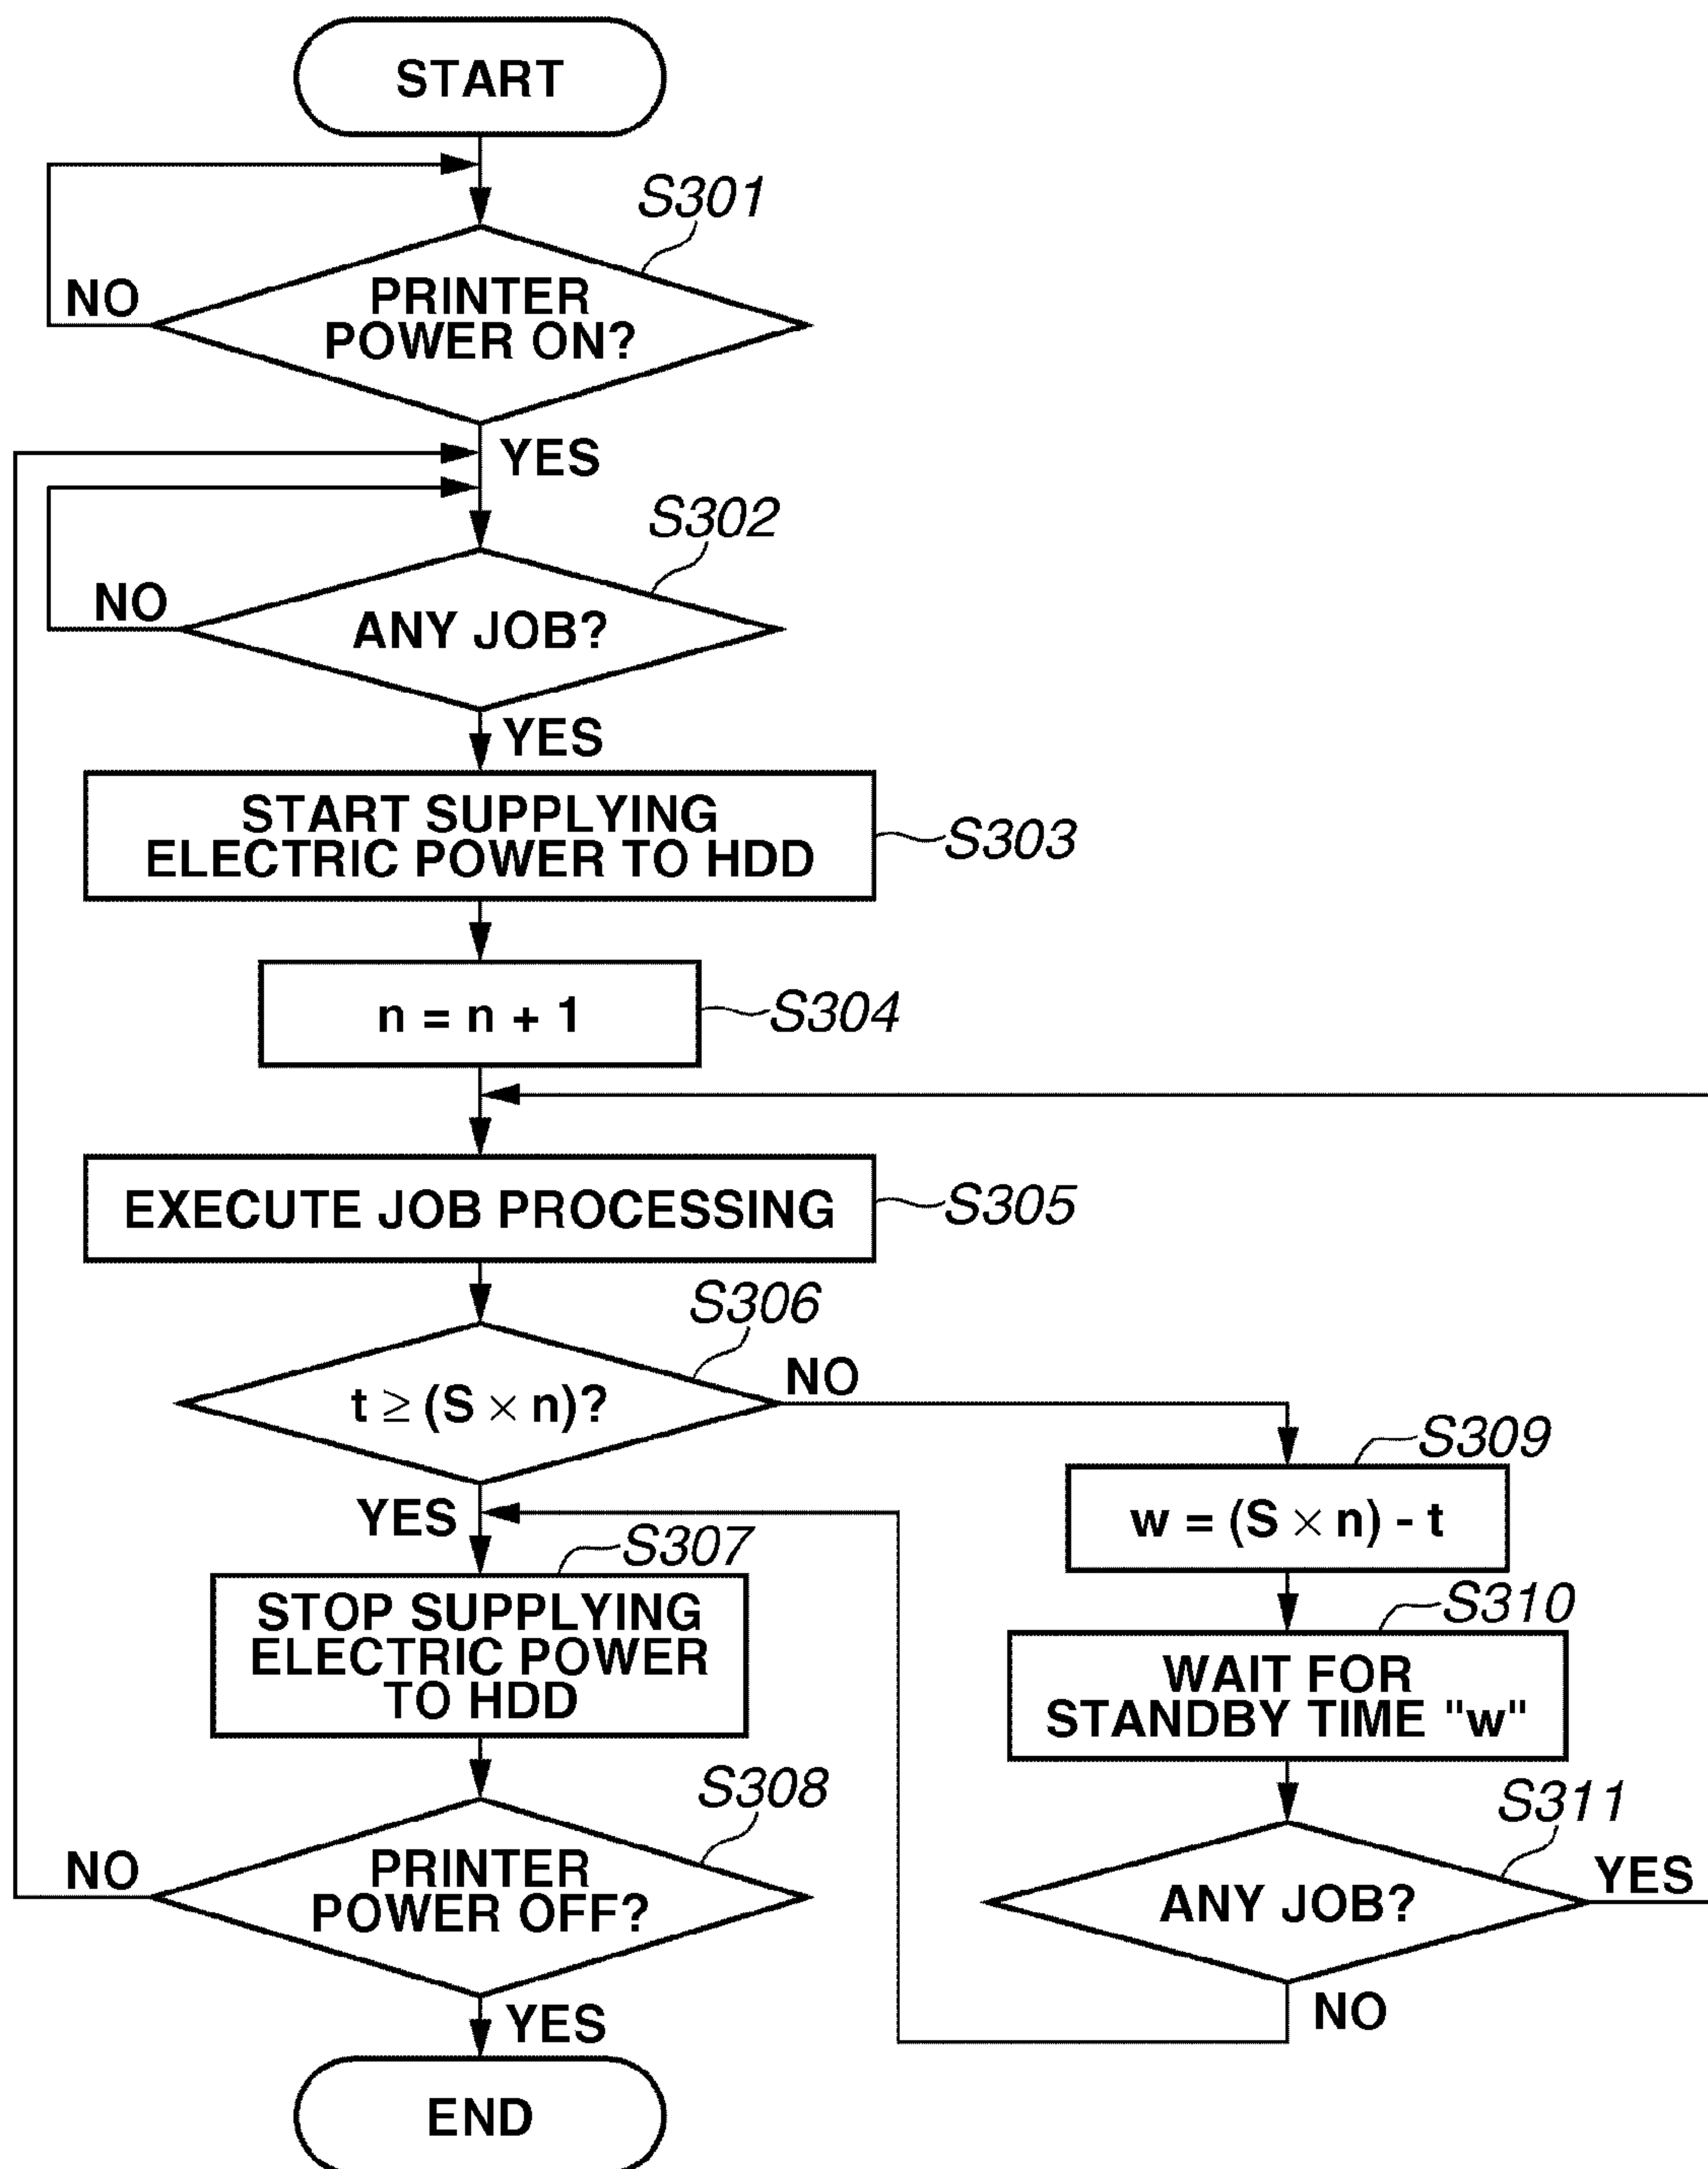 START
S301
NO
PRINTER
POWER ON?
YES
S302
NO
ANY JOB?
YES
START SUPPLYING
ELECTRIC POWER TO HDD
S303
n = n + 1
S304
EXECUTE JOB PROCESSING
S305
S306
t ≥ (S × n)?
NO
YES
S307
STOP SUPPLYING
ELECTRIC POWER
TO HDD
S308
NO
PRINTER
POWER OFF?
YES
END
S309
w = (S × n) - t
S310
WAIT FOR
STANDBY TIME "w"
S311
ANY JOB?
YES
NO